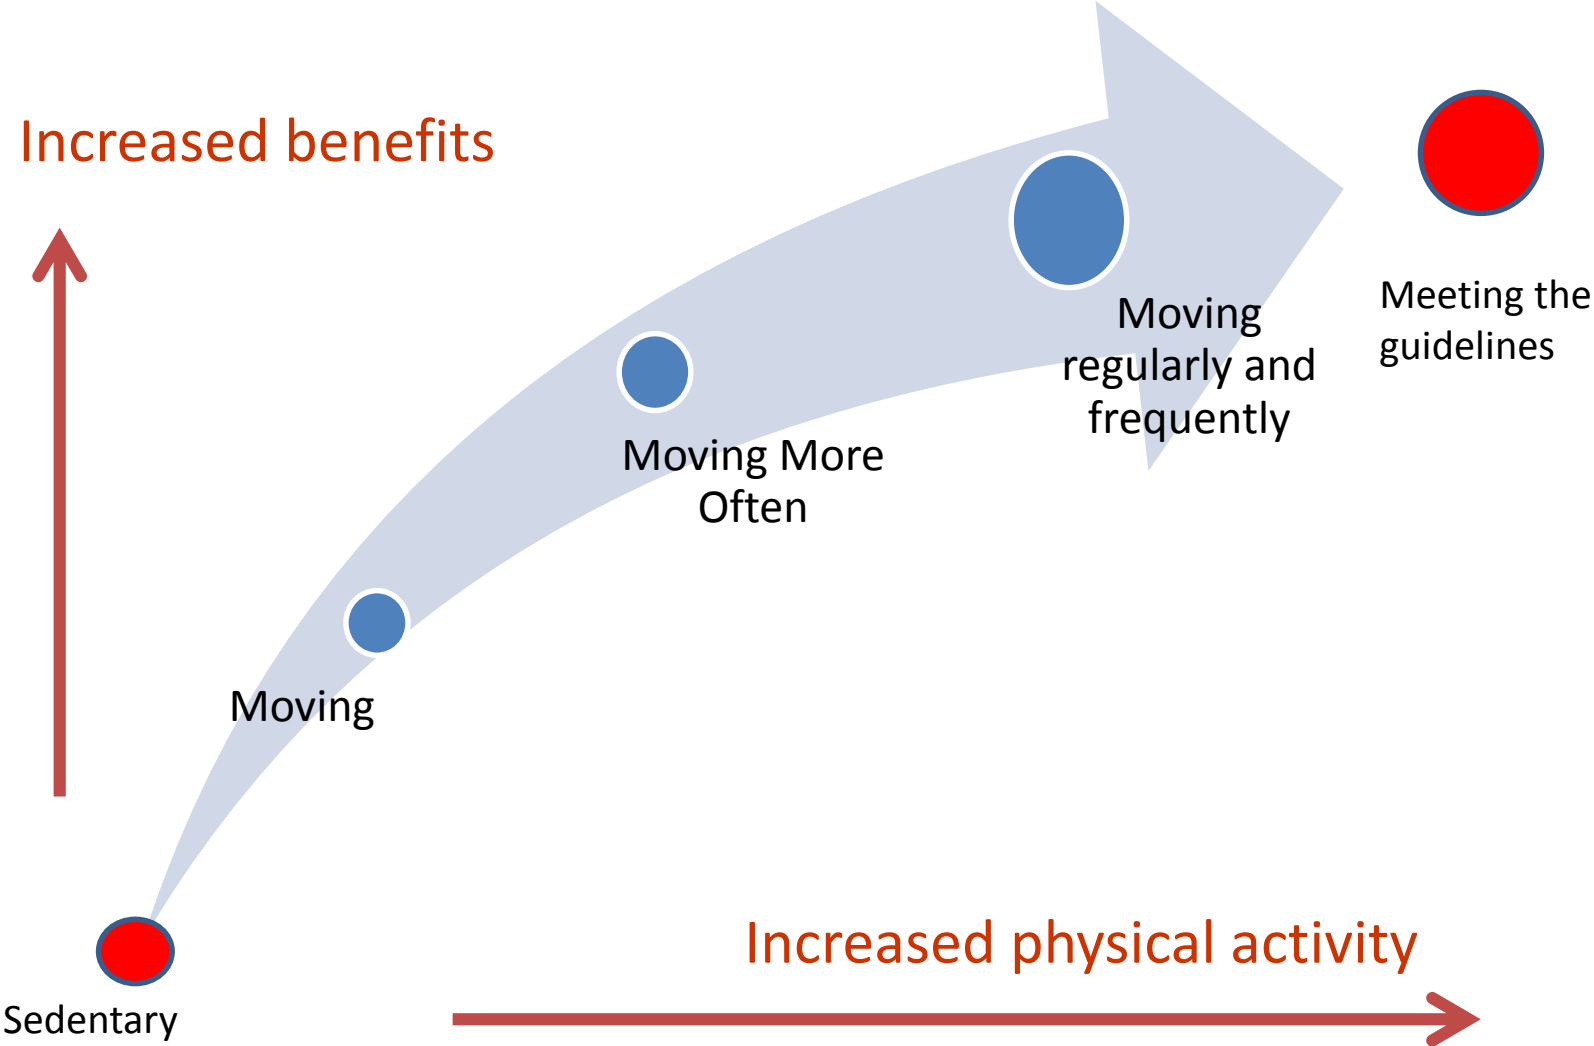 Increased benefits
Meeting the
guidelines
Moving
regularly and
frequently
Moving More
Often
Moving
Increased physical activity
Sedentary